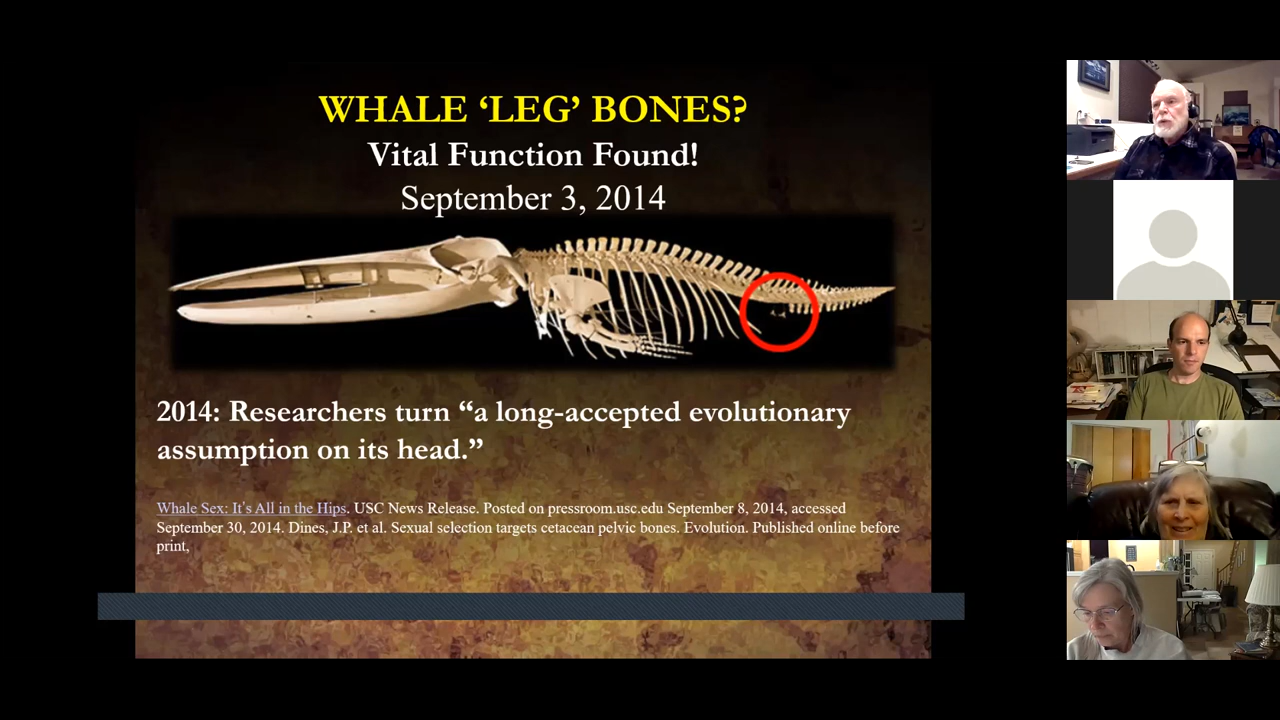 WHALE ‘LEG’ BONES?
Vital Function Found!
September 3, 2014
2014: Researchers turn “a long-accepted evolutionary
assumption on its head.”
Whale Sex: It’s All in the Hips. USC News Release. Posted on pressroom.usc.edu September 8, 2014, accessed
September 30, 2014. Dines, J.P. et al. Sexual selection targets cetacean pelvic bones. Evolution. Published online before
print,